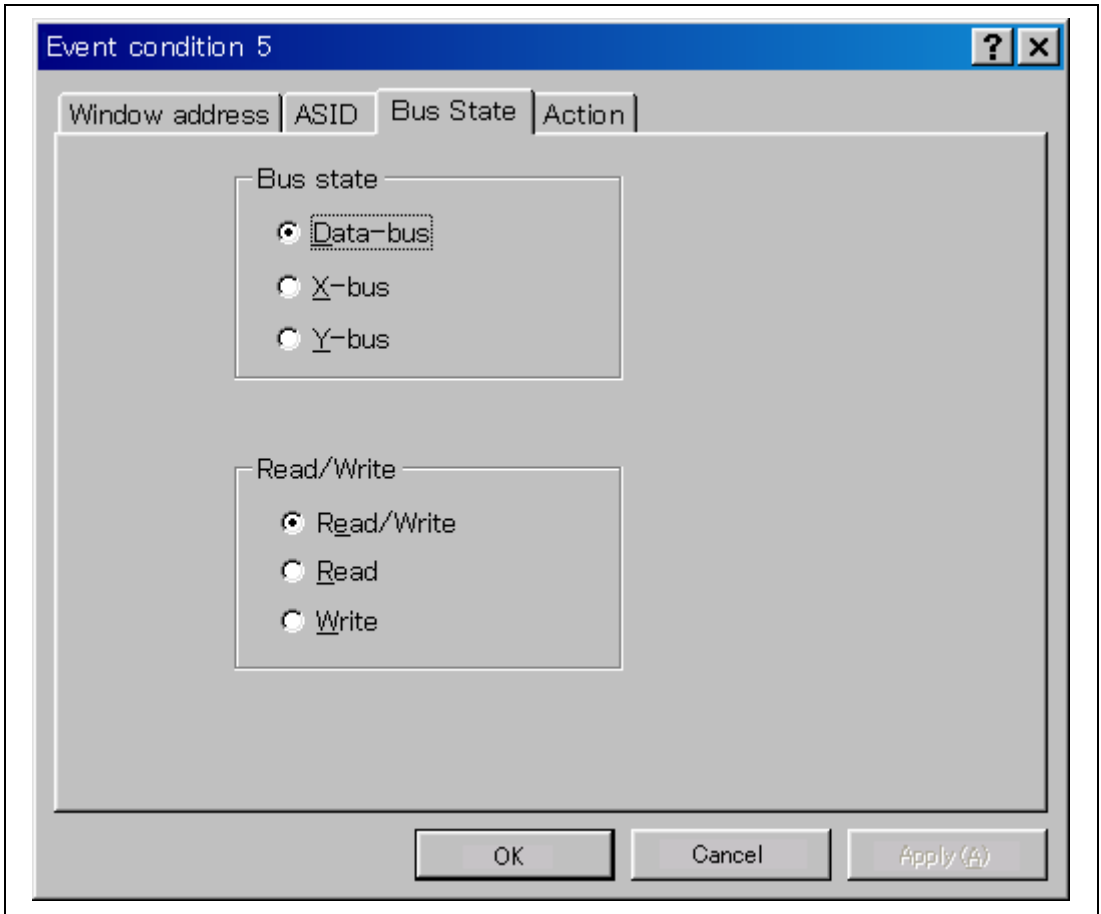 Event condition 5
Window address ASID Bus State Action
Bus state
Data-bus
X-bus
Y-bus
Read/Write
Read/Write
Read
Write
OK Cancel Apply(A)